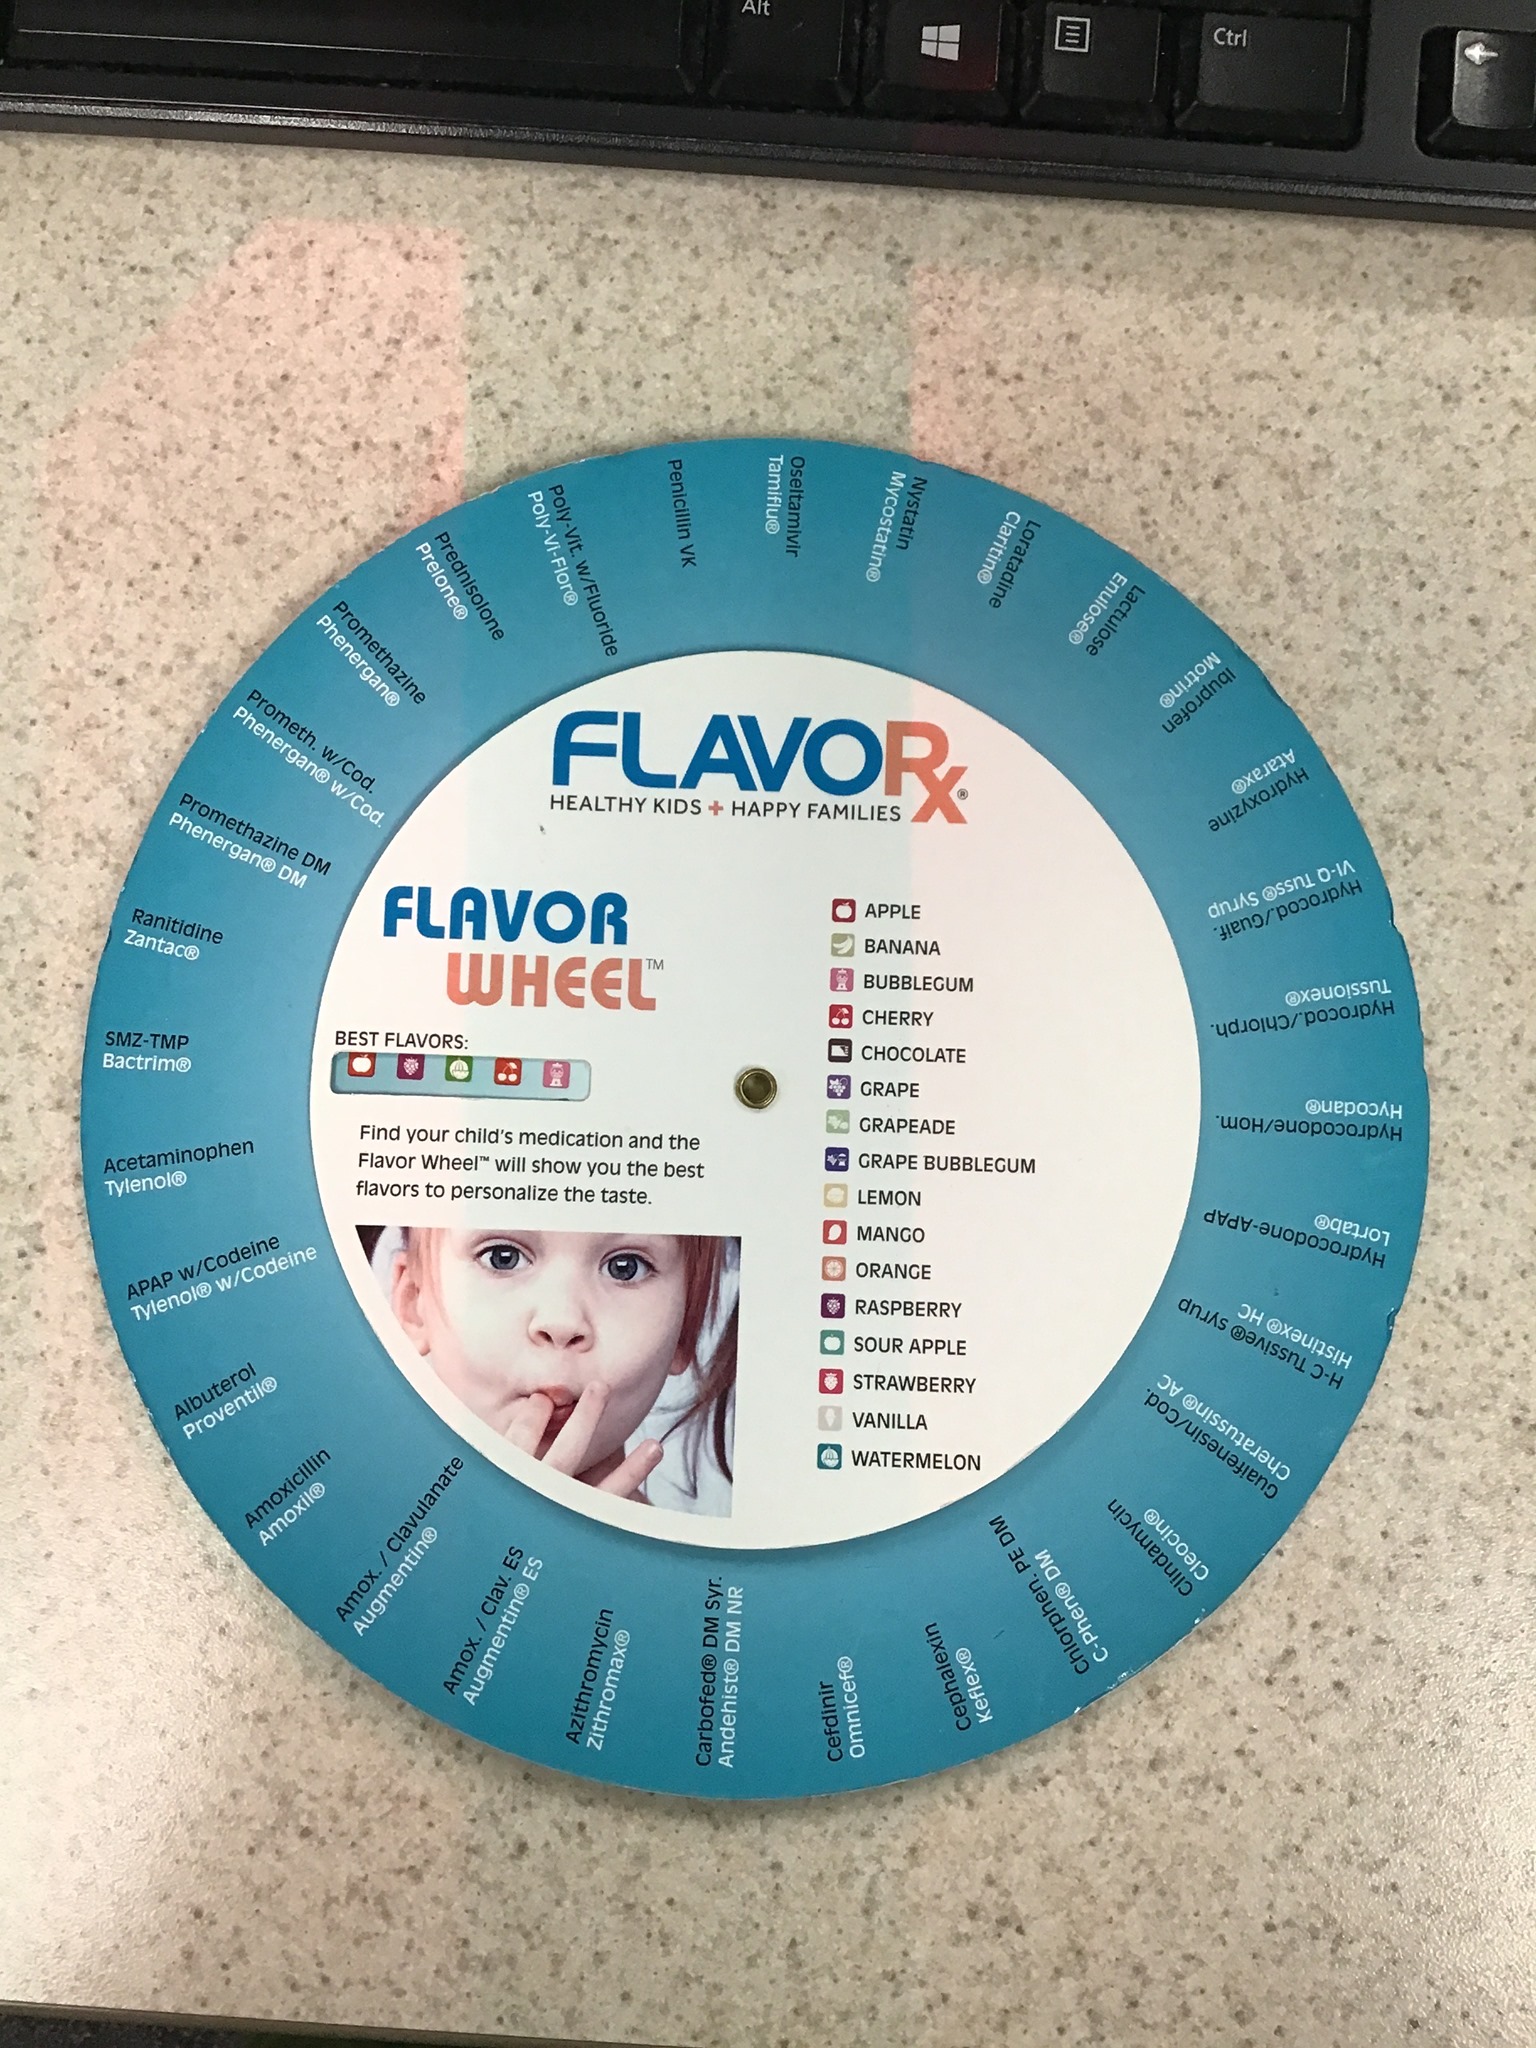 Alt
Ctrl
FLAVORx®
HEALTHY KIDS + HAPPY FAMILIES
FLAVOR
WHEEL™
BEST FLAVORS:
Find your child's medication and the
Flavor Wheel™ will show you the best
flavors to personalize the taste.
APPLE
BANANA
BUBBLEGUM
CHERRY
CHOCOLATE
GRAPE
GRAPEADE
GRAPE BUBBLEGUM
LEMON
MANGO
ORANGE
RASPBERRY
SOUR APPLE
STRAWBERRY
VANILLA
WATERMELON
Acetaminophen
Tylenol®
APAP w/Codeine
Tylenol® w/Codeine
Albuterol
Proventil®
Amoxicillin
Amoxil®
Amox. / Clavulanate
Augmentin®
Amox. / Clav. ES
Augmentin® ES
Azithromycin
Zithromax®
Carbofed® DM Syr.
Andehist® DM NR
Cefdinir
Omnicef®
Cephalexin
Keflex®
Chlorphen. PE DM
C-Phen® DM
Clindamycin
Cleocin®
Guaifenesin/Cod.
Cheratussin® AC
H-C Tussive® syrup
Histinex® HC
Hydrocodone-APAP
Lortab®
Hydrocodone/Hom.
Hycodan®
Hydrocod./Chlorph.
Tussionex®
Hydrocod./Guaif.
Vi-Q Tuss® Syrup
Hydroxyzine
Atarax®
Ibuprofen
Motrin®
Lactulose
Enulose®
Loratadine
Claritin®
Nystatin
Mycostatin®
Oseltamivir
Tamiflu®
Penicillin VK
Poly-Vit. w/Fluoride
Poly-Vi-Flor®
Prednisolone
Prelone®
Promethazine
Phenergan®
Prometh. w/Cod.
Phenergan® w/Cod.
Promethazine DM
Phenergan® DM
Ranitidine
Zantac®
SMZ-TMP
Bactrim®